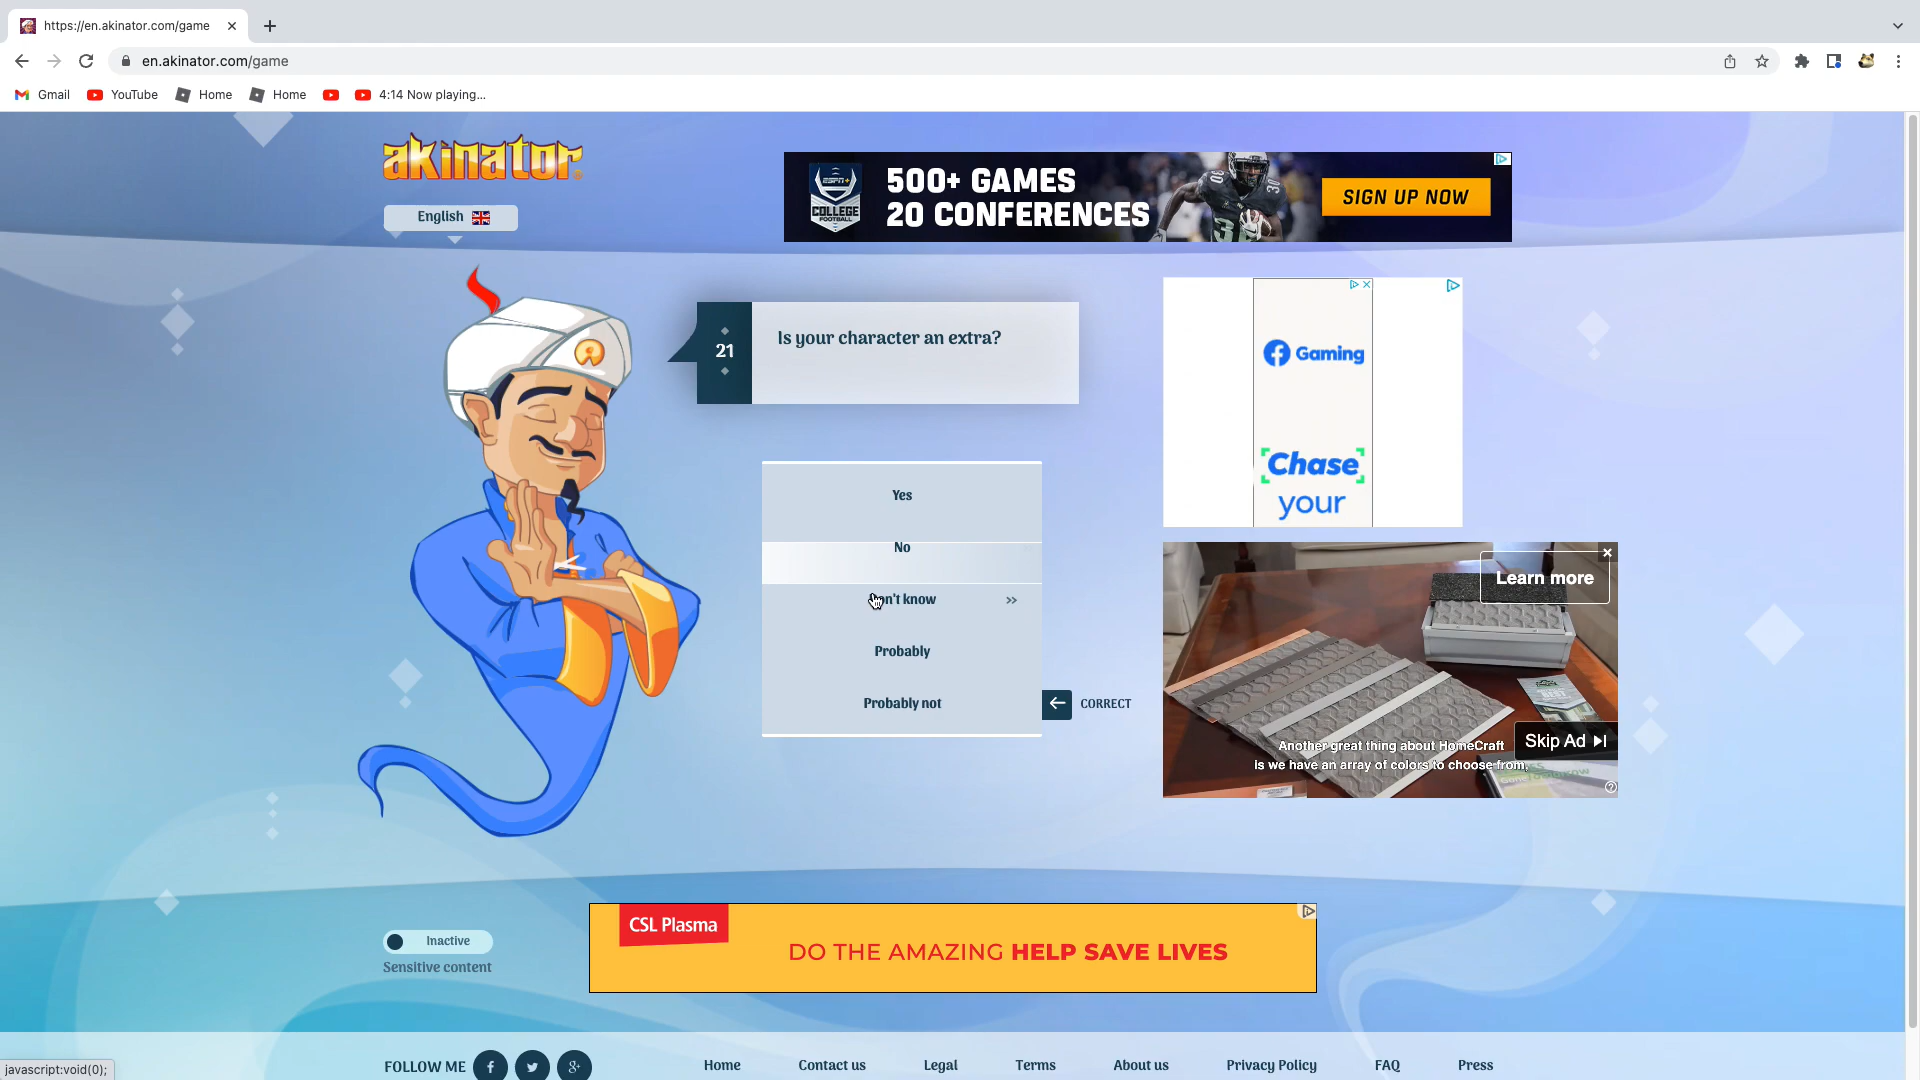 https://en.akinator.com/game
en.akinator.com/game
Gmail
YouTube
Home
Home
4:14 Now playing...
akinator
English
ESPN+
COLLEGE
FOOTBALL
500+ GAMES
20 CONFERENCES
SIGN UP NOW
21
Is your character an extra?
Yes
No
Don't know
Probably
Probably not
CORRECT
Gaming
Chase
your
Learn more
Another great thing about HomeCraft
is we have an array of colors to choose from,
Skip Ad
CSL Plasma
DO THE AMAZING HELP SAVE LIVES
Inactive
Sensitive content
FOLLOW ME
Home
Contact us
Legal
Terms
About us
Privacy Policy
FAQ
Press
javascript:void(0);